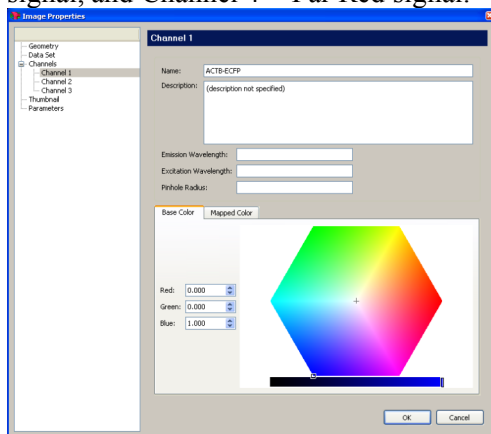 signal, and Channel 4 = Far Red signal.
Image Properties
Geometry
Data Set
Channels
Channel 1
Channel 2
Channel 3
Thumbnail
Parameters
Channel 1
Name: ACTB-ECFP
Description: (description not specified)
Emission Wavelength:
Excitation Wavelength:
Pinhole Radius:
Base Color Mapped Color
Red: 0.000
Green: 0.000
Blue: 1.000
OK Cancel